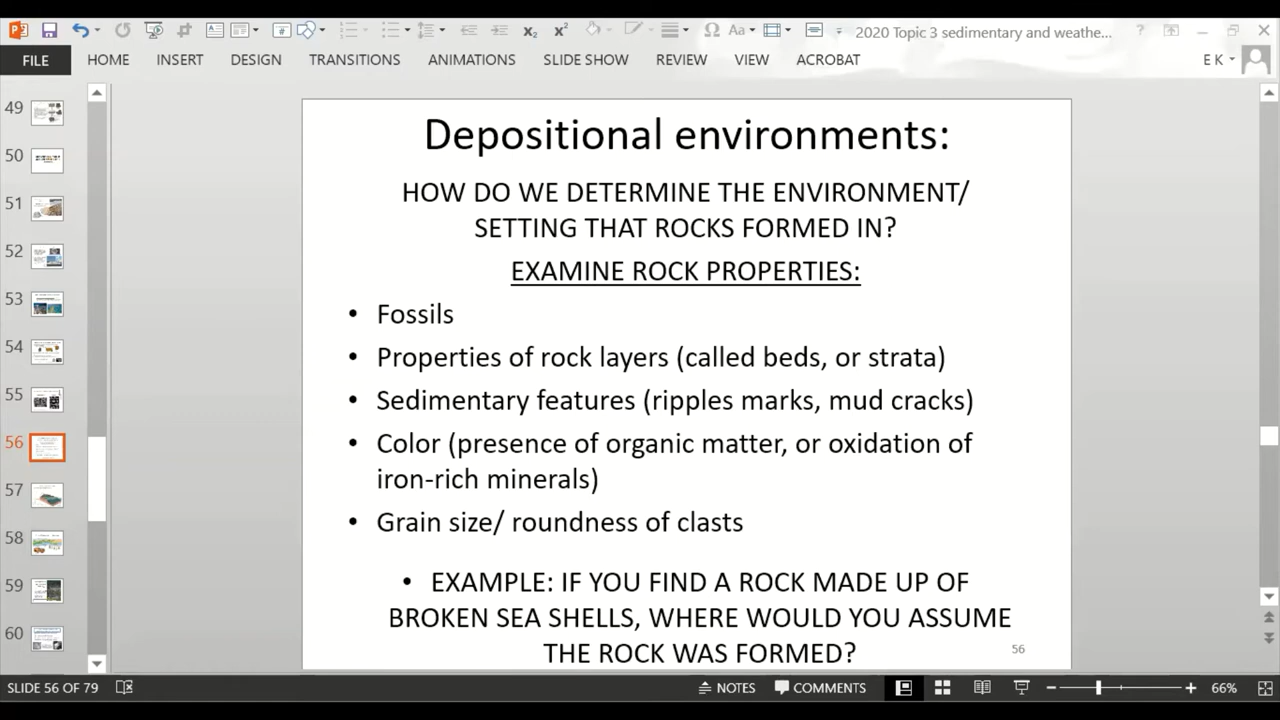 2020 Topic 3 sedimentary and weathe...
FILE HOME INSERT DESIGN TRANSITIONS ANIMATIONS SLIDE SHOW REVIEW VIEW ACROBAT E K
49
50
51
52
53
54
55
56
57
58
59
60
Depositional environments:
HOW DO WE DETERMINE THE ENVIRONMENT/
SETTING THAT ROCKS FORMED IN?
EXAMINE ROCK PROPERTIES:
• Fossils
• Properties of rock layers (called beds, or strata)
• Sedimentary features (ripples marks, mud cracks)
• Color (presence of organic matter, or oxidation of
iron-rich minerals)
• Grain size/ roundness of clasts
• EXAMPLE: IF YOU FIND A ROCK MADE UP OF
BROKEN SEA SHELLS, WHERE WOULD YOU ASSUME
THE ROCK WAS FORMED?
56
SLIDE 56 OF 79 NOTES COMMENTS 66%